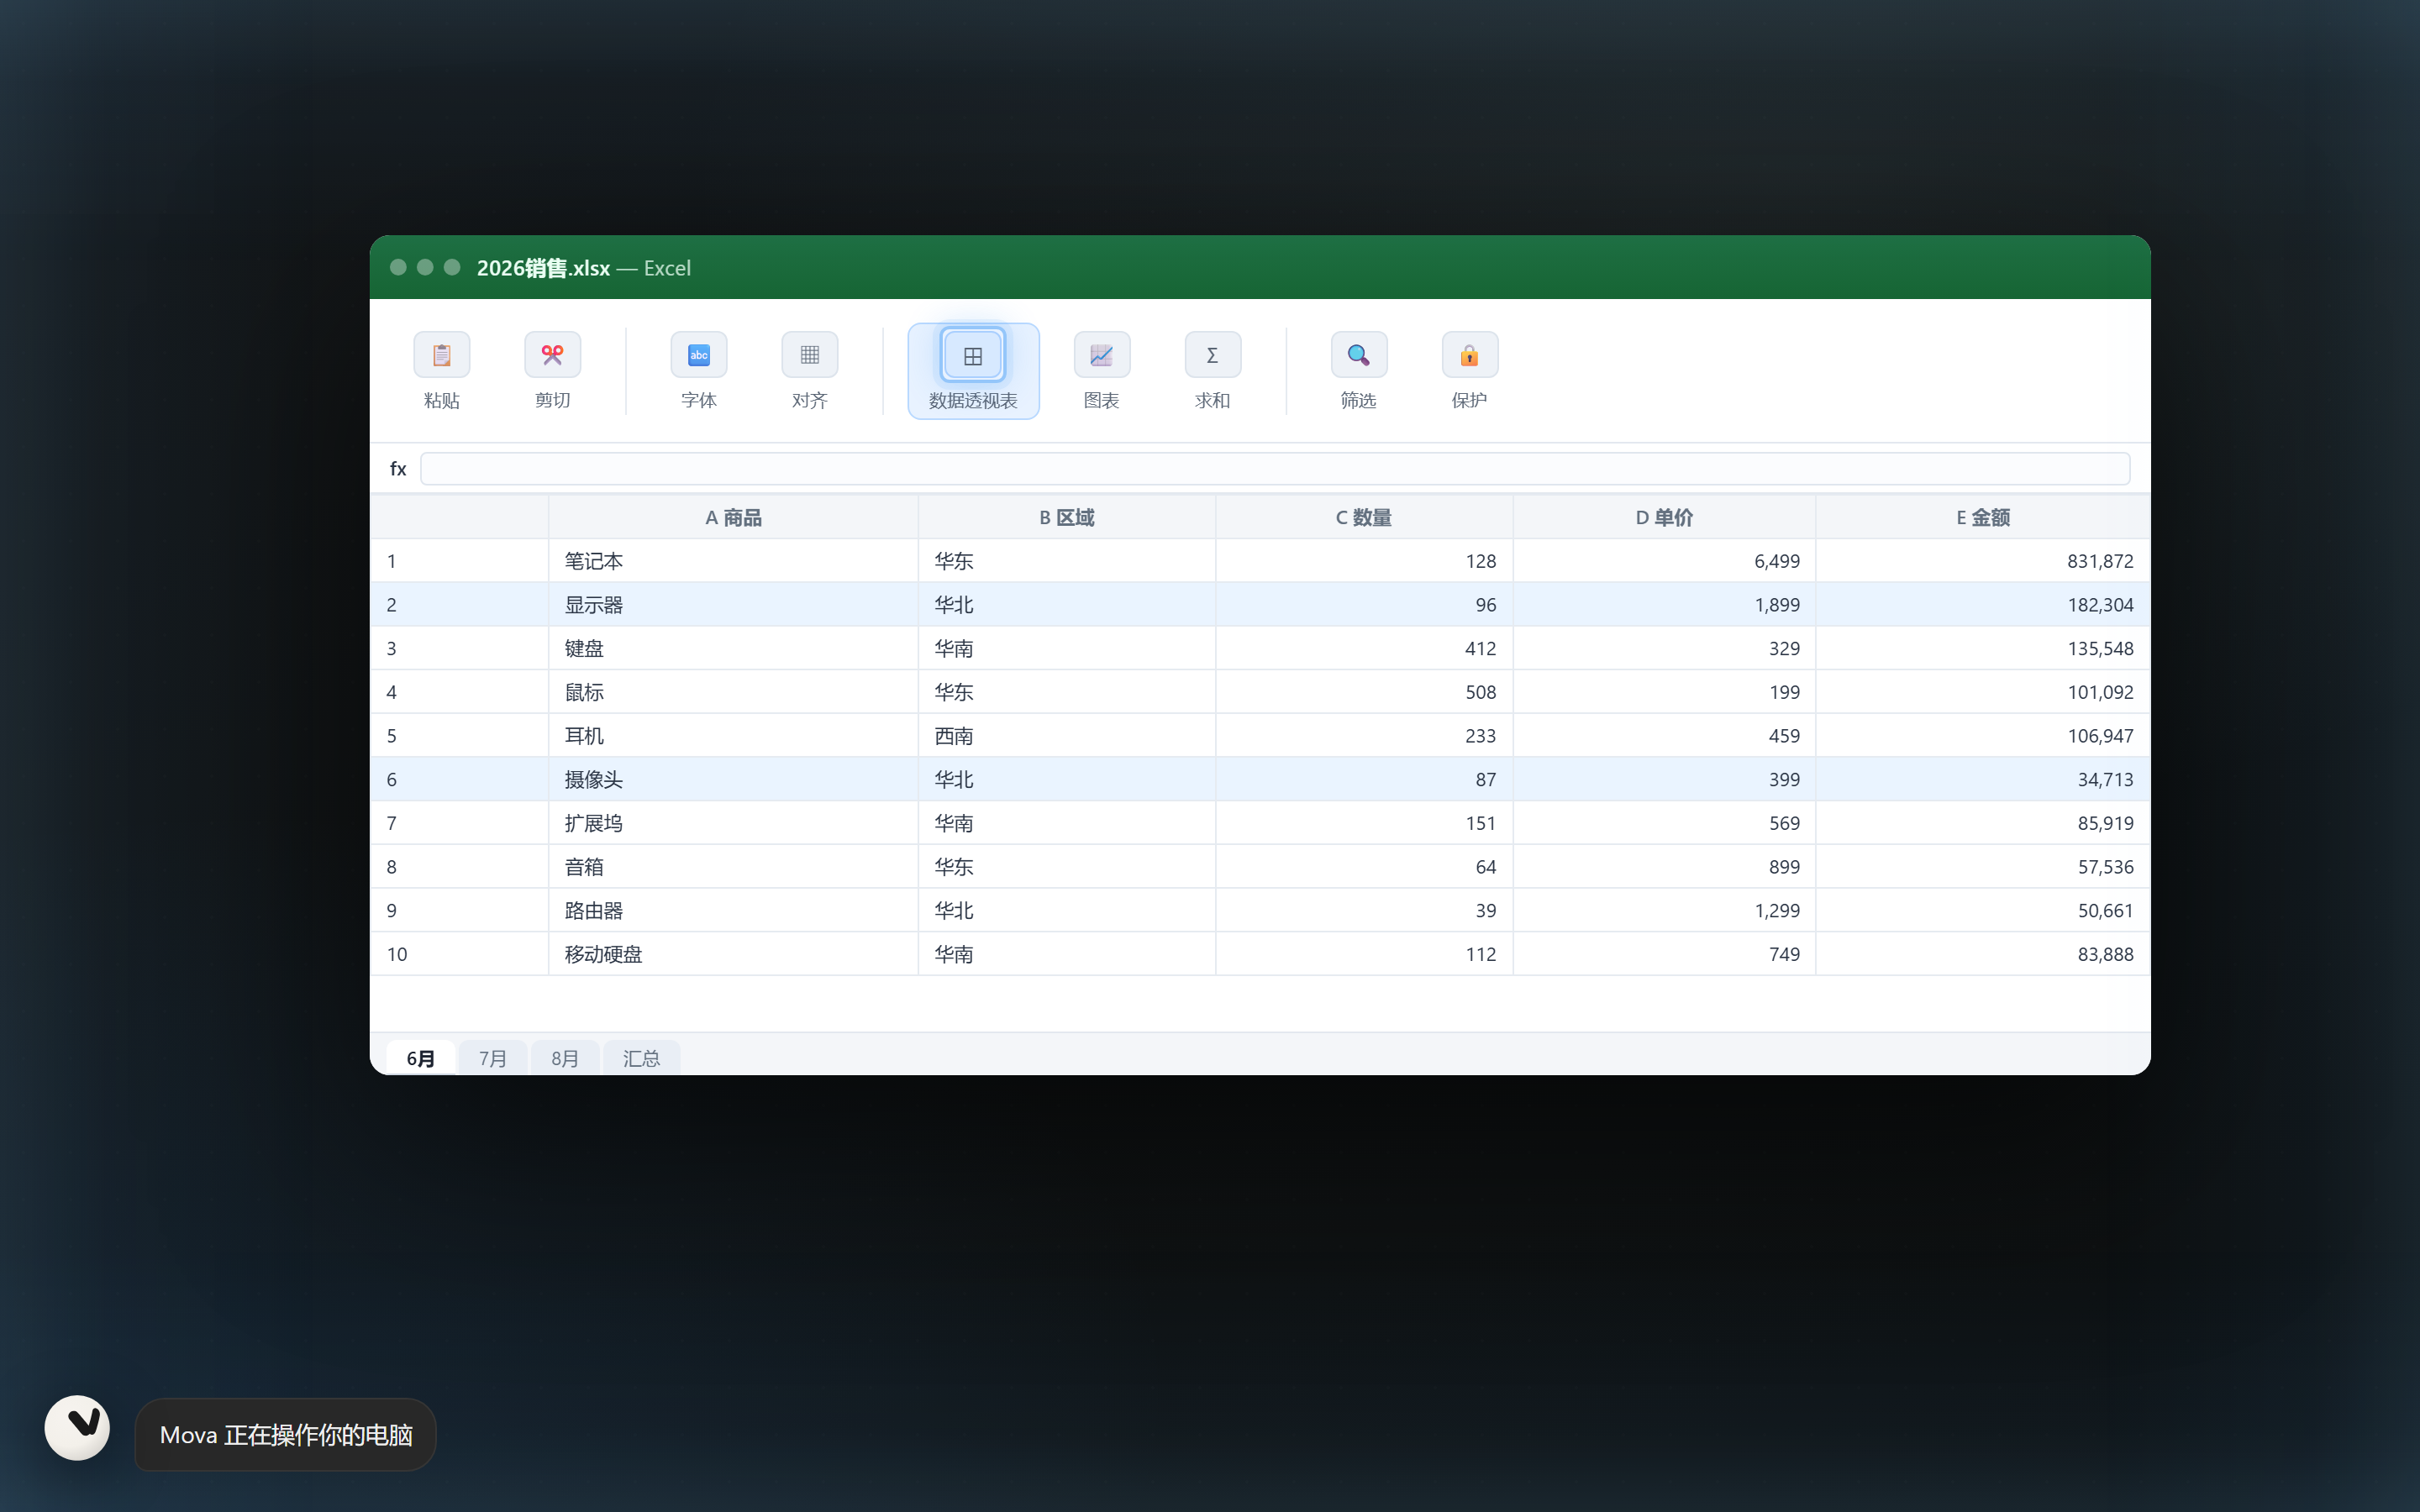 2026销售.xlsx — Excel
粘贴 剪切 字体 abc 对齐 数据透视表 图表 Σ 求和 筛选 保护
fx
A 商品 B 区域 C 数量 D 单价 E 金额
1 笔记本 华东 128 6,499 831,872
2 显示器 华北 96 1,899 182,304
3 键盘 华南 412 329 135,548
4 鼠标 华东 508 199 101,092
5 耳机 西南 233 459 106,947
6 摄像头 华北 87 399 34,713
7 扩展坞 华南 151 569 85,919
8 音箱 华东 64 899 57,536
9 路由器 华北 39 1,299 50,661
10 移动硬盘 华南 112 749 83,888
6月 7月 8月 汇总
Mova 正在操作你的电脑